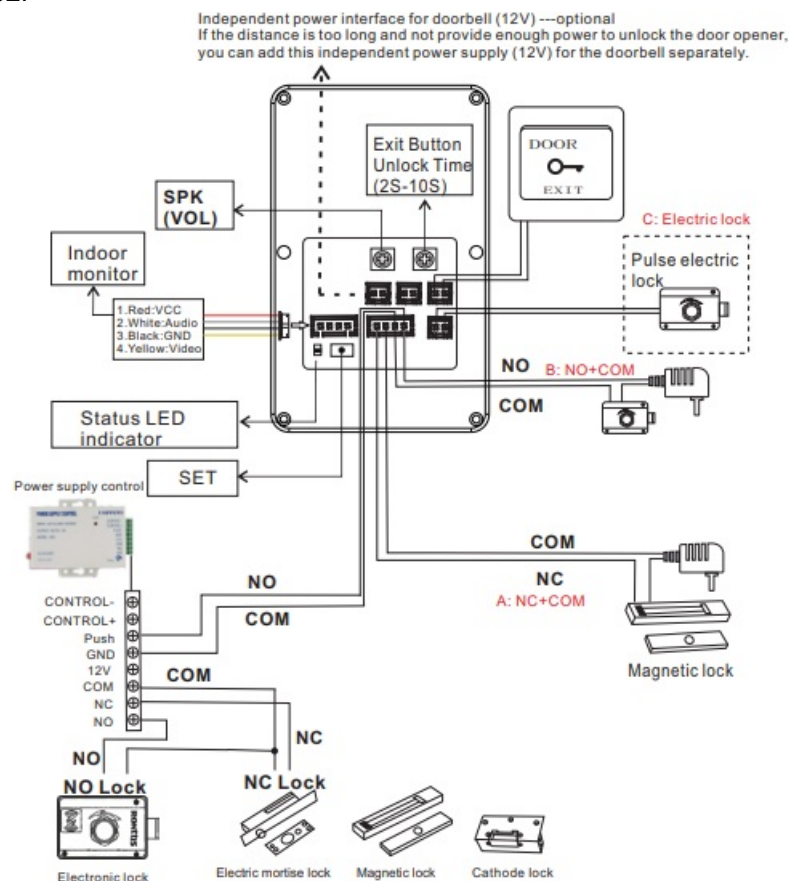 Independent power interface for doorbell (12V) ---optional
If the distance is too long and not provide enough power to unlock the door opener,
you can add this independent power supply (12V) for the doorbell separately.
Exit Button
Unlock Time
(2S-10S)
DOOR
EXIT
SPK
(VOL)
C: Electric lock
Pulse electric
lock
Indoor
monitor
1.Red:VCC
2.White:Audio
3.Black:GND
4.Yellow:Video
NO
B: NO+COM
COM
Status LED
indicator
SET
Power supply control
COM
NC
A: NC+COM
Magnetic lock
NO
COM
CONTROL-
CONTROL+
Push
GND
12V
COM
NC
NO
COM
NC
NO
NO Lock
NC Lock
Electronic lock
Electric mortise lock
Magnetic lock
Cathode lock